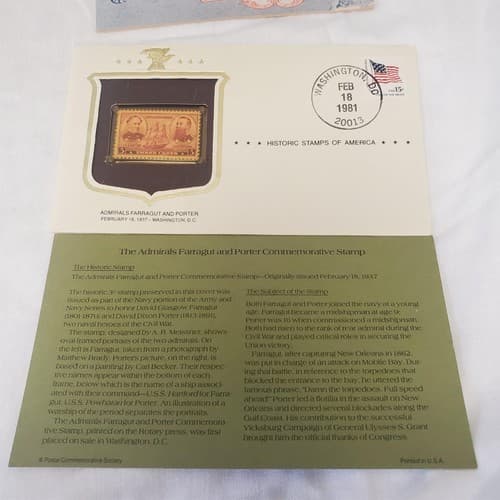 ADMIRALS FARRAGUT AND PORTER
FEBRUARY 18, 1937 – WASHINGTON, D.C.
WASHINGTON, DC
FEB
18
1981
20013
15c
HISTORIC STAMPS OF AMERICA
The Admirals Farragut and Porter Commemorative Stamp
The Historic Stamp
The Admirals Farragut and Porter Commemorative Stamp—Originally issued February 18, 1937.
The historic 3¢ stamp preserved in this cover was
issued as part of the Navy portion of the Army and
Navy Series to honor David Glasgow Farragut
(1801-1870) and David Dixon Porter (1813-1891),
two naval heroes of the Civil War.
The stamp, designed by A. R. Meissner, shows
oval framed portraits of the two admirals. On
the left is Farragut, taken from a photograph by
Mathew Brady. Porter's picture, on the right, is
based on a painting by Carl Becker. Their respec-
tive names appear within the bottom of each
frame, below which is the name of a ship associ-
ated with their command—U.S.S. Hartford for Farra-
gut, U.S.S. Powhatan for Porter. An illustration of a
warship of the period separates the portraits.
The Admirals Farragut and Porter Commemora-
tive Stamp, printed on the Rotary press, was first
placed on sale in Washington, D.C.
The Subject of the Stamp
Both Farragut and Porter joined the navy at a young
age. Farragut became a midshipman at age 9;
Porter was 16 when commissioned a midshipman.
Both had risen to the rank of rear admiral during the
Civil War and played critical roles in securing the
Union victory.
Farragut, after capturing New Orleans in 1862,
was put in charge of an attack on Mobile Bay. Dur-
ing that battle, in reference to the torpedoes that
blocked the entrance to the bay, he uttered the
famous phrase, "Damn the torpedoes. Full speed
ahead!" Porter led a flotilla in the assault on New
Orleans and directed several blockades along the
Gulf Coast. His contribution to the successful
Vicksburg Campaign of General Ulysses S. Grant
brought him the official thanks of Congress.
© Postal Commemorative Society
Printed in U.S.A.